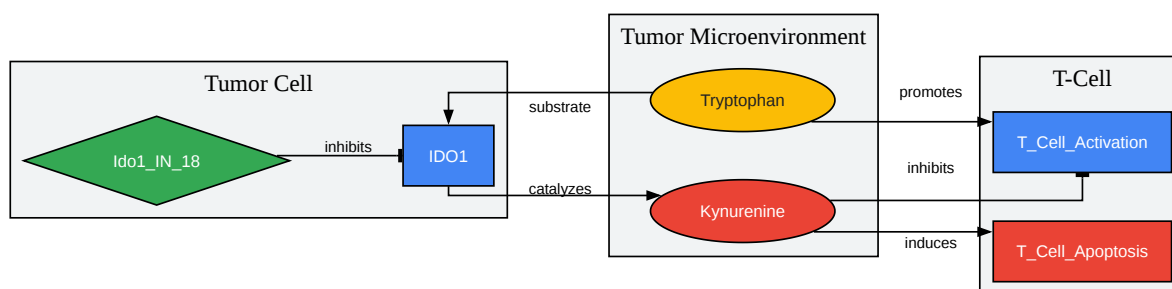 Tumor Microenvironment
Tumor Cell
T-Cell
substrate
Tryptophan
promotes
Ido1_IN_18
inhibits
IDO1
T_Cell_Activation
inhibits
catalyzes
Kynurenine
induces
T_Cell_Apoptosis